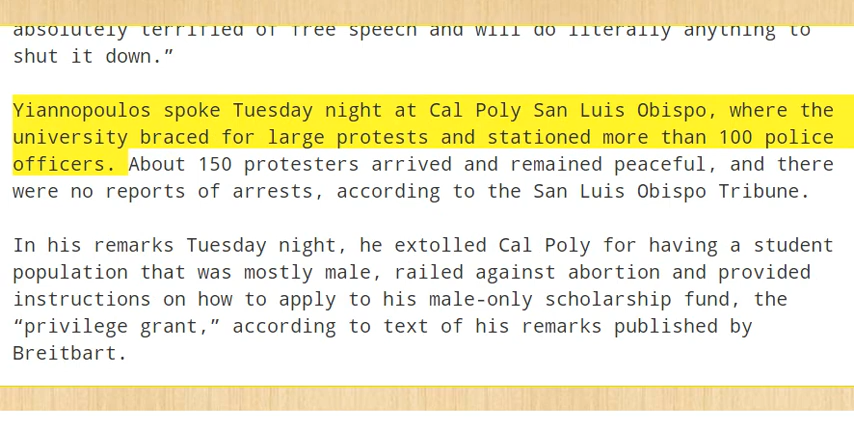 absolutely terrified of free speech and will do literally anything to
shut it down.”
Yiannopoulos spoke Tuesday night at Cal Poly San Luis Obispo, where the
university braced for large protests and stationed more than 100 police
officers. About 150 protesters arrived and remained peaceful, and there
were no reports of arrests, according to the San Luis Obispo Tribune.
In his remarks Tuesday night, he extolled Cal Poly for having a student
population that was mostly male, railed against abortion and provided
instructions on how to apply to his male-only scholarship fund, the
“privilege grant,” according to text of his remarks published by
Breitbart.